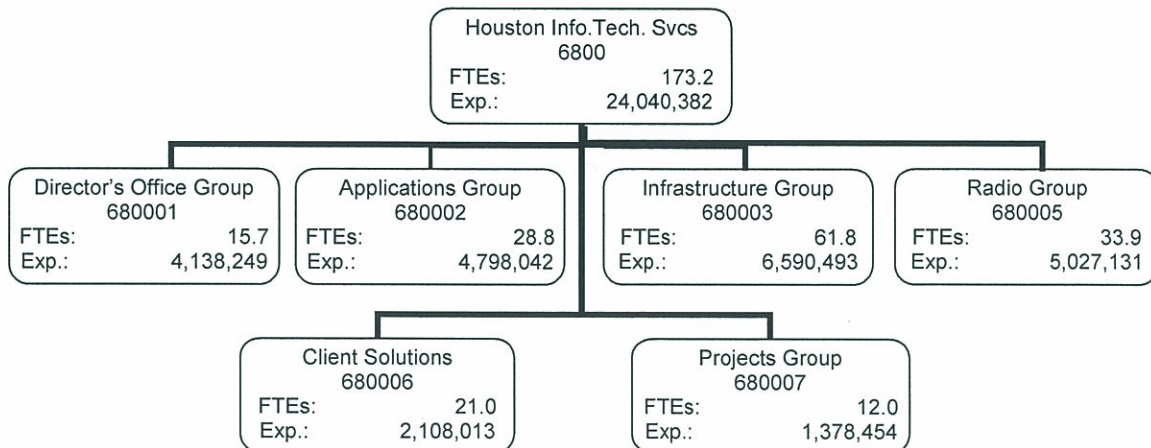 Houston Info.Tech. Svcs
6800
FTEs: 173.2
Exp.: 24,040,382
Director's Office Group
680001
FTEs: 15.7
Exp.: 4,138,249
Applications Group
680002
FTEs: 28.8
Exp.: 4,798,042
Infrastructure Group
680003
FTEs: 61.8
Exp.: 6,590,493
Radio Group
680005
FTEs: 33.9
Exp.: 5,027,131
Client Solutions
680006
FTEs: 21.0
Exp.: 2,108,013
Projects Group
680007
FTEs: 12.0
Exp.: 1,378,454